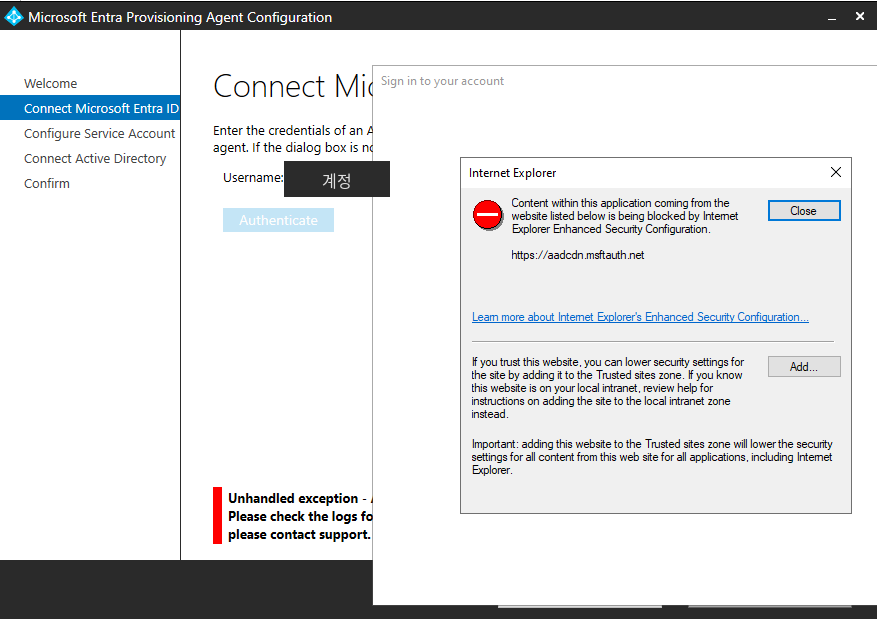 Microsoft Entra Provisioning Agent Configuration
Welcome
Connect Microsoft Entra ID
Configure Service Account
Connect Active Directory
Confirm
Connect Mic
Enter the credentials of an A
agent. If the dialog box is no
Username:
계정
Authenticate
Unhandled exception -
Please check the logs fo
please contact support.
Sign in to your account
Internet Explorer
Content within this application coming from the
website listed below is being blocked by Internet
Explorer Enhanced Security Configuration.
Close
https://aadcdn.msftauth.net
Learn more about Internet Explorer's Enhanced Security Configuration...
If you trust this website, you can lower security settings for
the site by adding it to the Trusted sites zone. If you know
this website is on your local intranet, review help for
instructions on adding the site to the local intranet zone
instead.
Add...
Important: adding this website to the Trusted sites zone will lower the security
settings for all content from this web site for all applications, including Internet
Explorer.